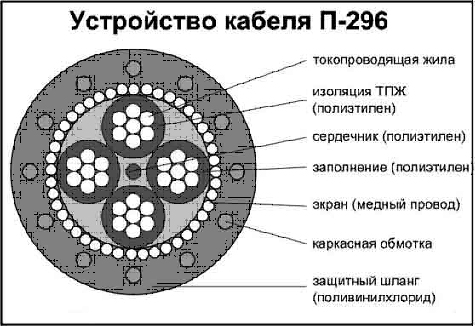 Устройство кабеля П-296
токопроводящая жила
изоляция ТПЖ
(полиэтилен)
сердечник (полиэтилен)
заполнение (полиэтилен)
экран (медный провод)
каркасная обмотка
защитный шланг
(поливинилхлорид)